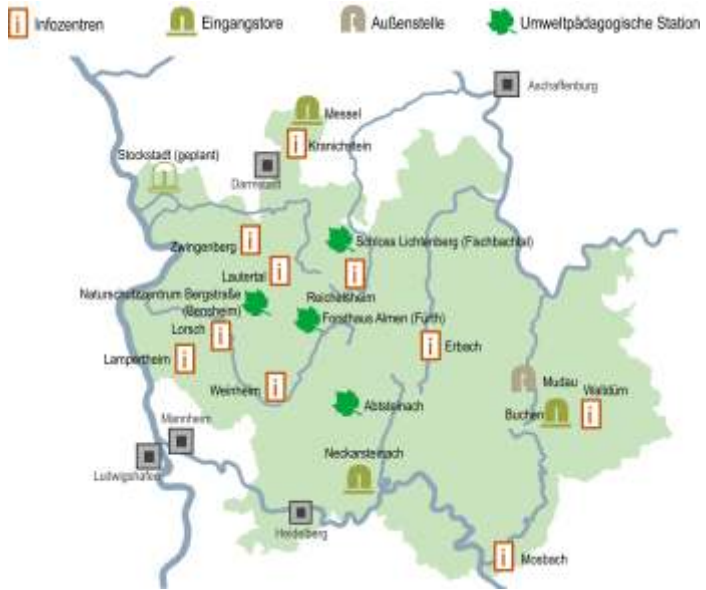 Infozentren
Eingangstore
Außenstelle
Umweltpädagogische Station
Aschaffenburg
Messel
Kranichstein
Stockstadt (geplant)
Darmstadt
Zwingenberg
Schloss Lichtenberg (Fischbachtal)
Lautertal
Reichelsheim
Naturschutzzentrum Bergstraße
(Bensheim)
Forsthaus Almen (Fürth)
Lorsch
Erbach
Lampertheim
Weinheim
Mudau
Walldürn
Abtsteinach
Buchen
Mannheim
Neckarsteinach
Ludwigshafen
Heidelberg
Mosbach